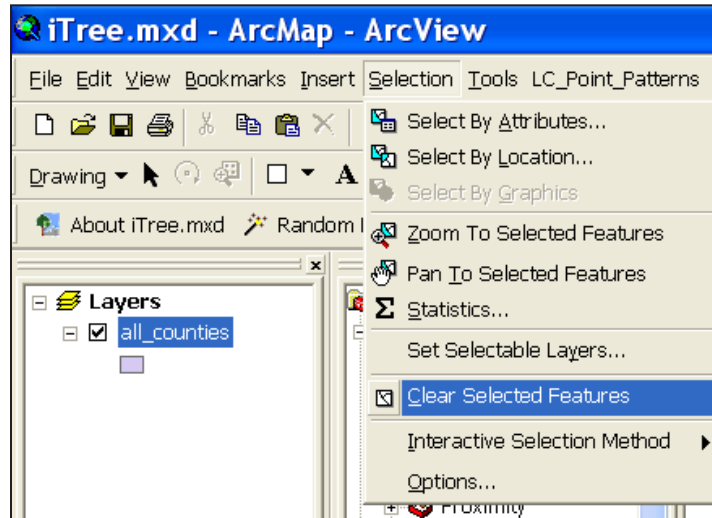 iTree.mxd - ArcMap - ArcView
File Edit View Bookmarks Insert Selection Tools LC_Point_Patterns
Drawing A
About iTree.mxd Random
Layers
all_counties
Select By Attributes...
Select By Location...
Select By Graphics
Zoom To Selected Features
Pan To Selected Features
Σ Statistics...
Set Selectable Layers...
Clear Selected Features
Interactive Selection Method
Options...
Proximity